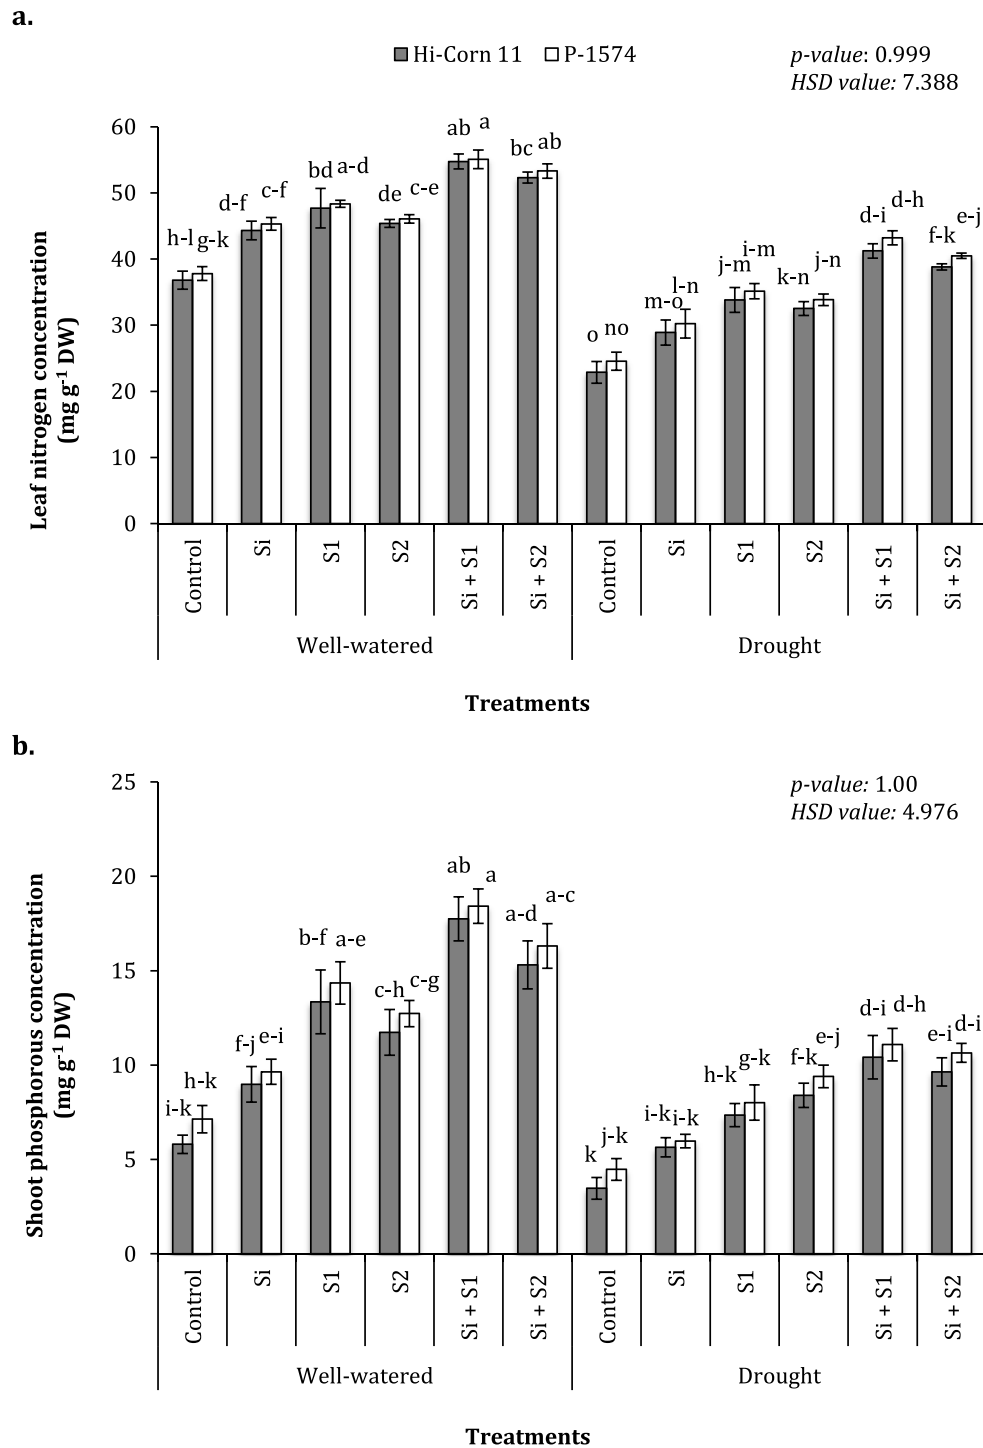 a.
Hi-Corn 11 P-1574
p-value: 0.999
HSD value: 7.388
Leaf nitrogen concentration
(mg g⁻¹ DW)
60
50
40
30
20
10
0
h-l g-k d-f c-f bd a-d de c-e ab a bc ab o no m-o l-n j-m i-m k-n j-n d-i d-h f-k e-j
Control Si S1 S2 Si + S1 Si + S2 Control Si S1 S2 Si + S1 Si + S2
Well-watered Drought
Treatments
b.
p-value: 1.00
HSD value: 4.976
Shoot phosphorous concentration
(mg g⁻¹ DW)
25
20
15
10
5
0
i-k h-k f-j e-i b-f a-e c-h c-g ab a a-d a-c k j-k i-k i-k h-k g-k f-k e-j d-i d-h e-i d-i
Control Si S1 S2 Si + S1 Si + S2 Control Si S1 S2 Si + S1 Si + S2
Well-watered Drought
Treatments